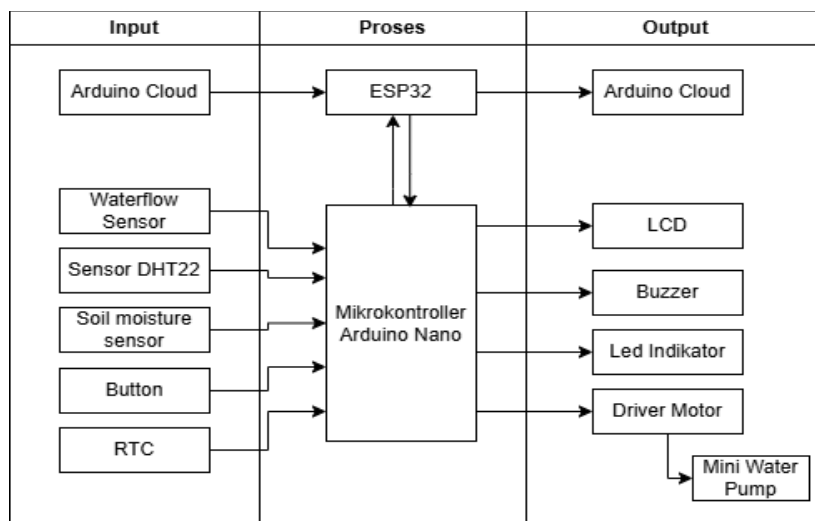 Input
Proses
Output
Arduino Cloud
ESP32
Arduino Cloud
Waterflow
Sensor
Sensor DHT22
Soil moisture
sensor
Button
RTC
Mikrokontroller
Arduino Nano
LCD
Buzzer
Led Indikator
Driver Motor
Mini Water
Pump